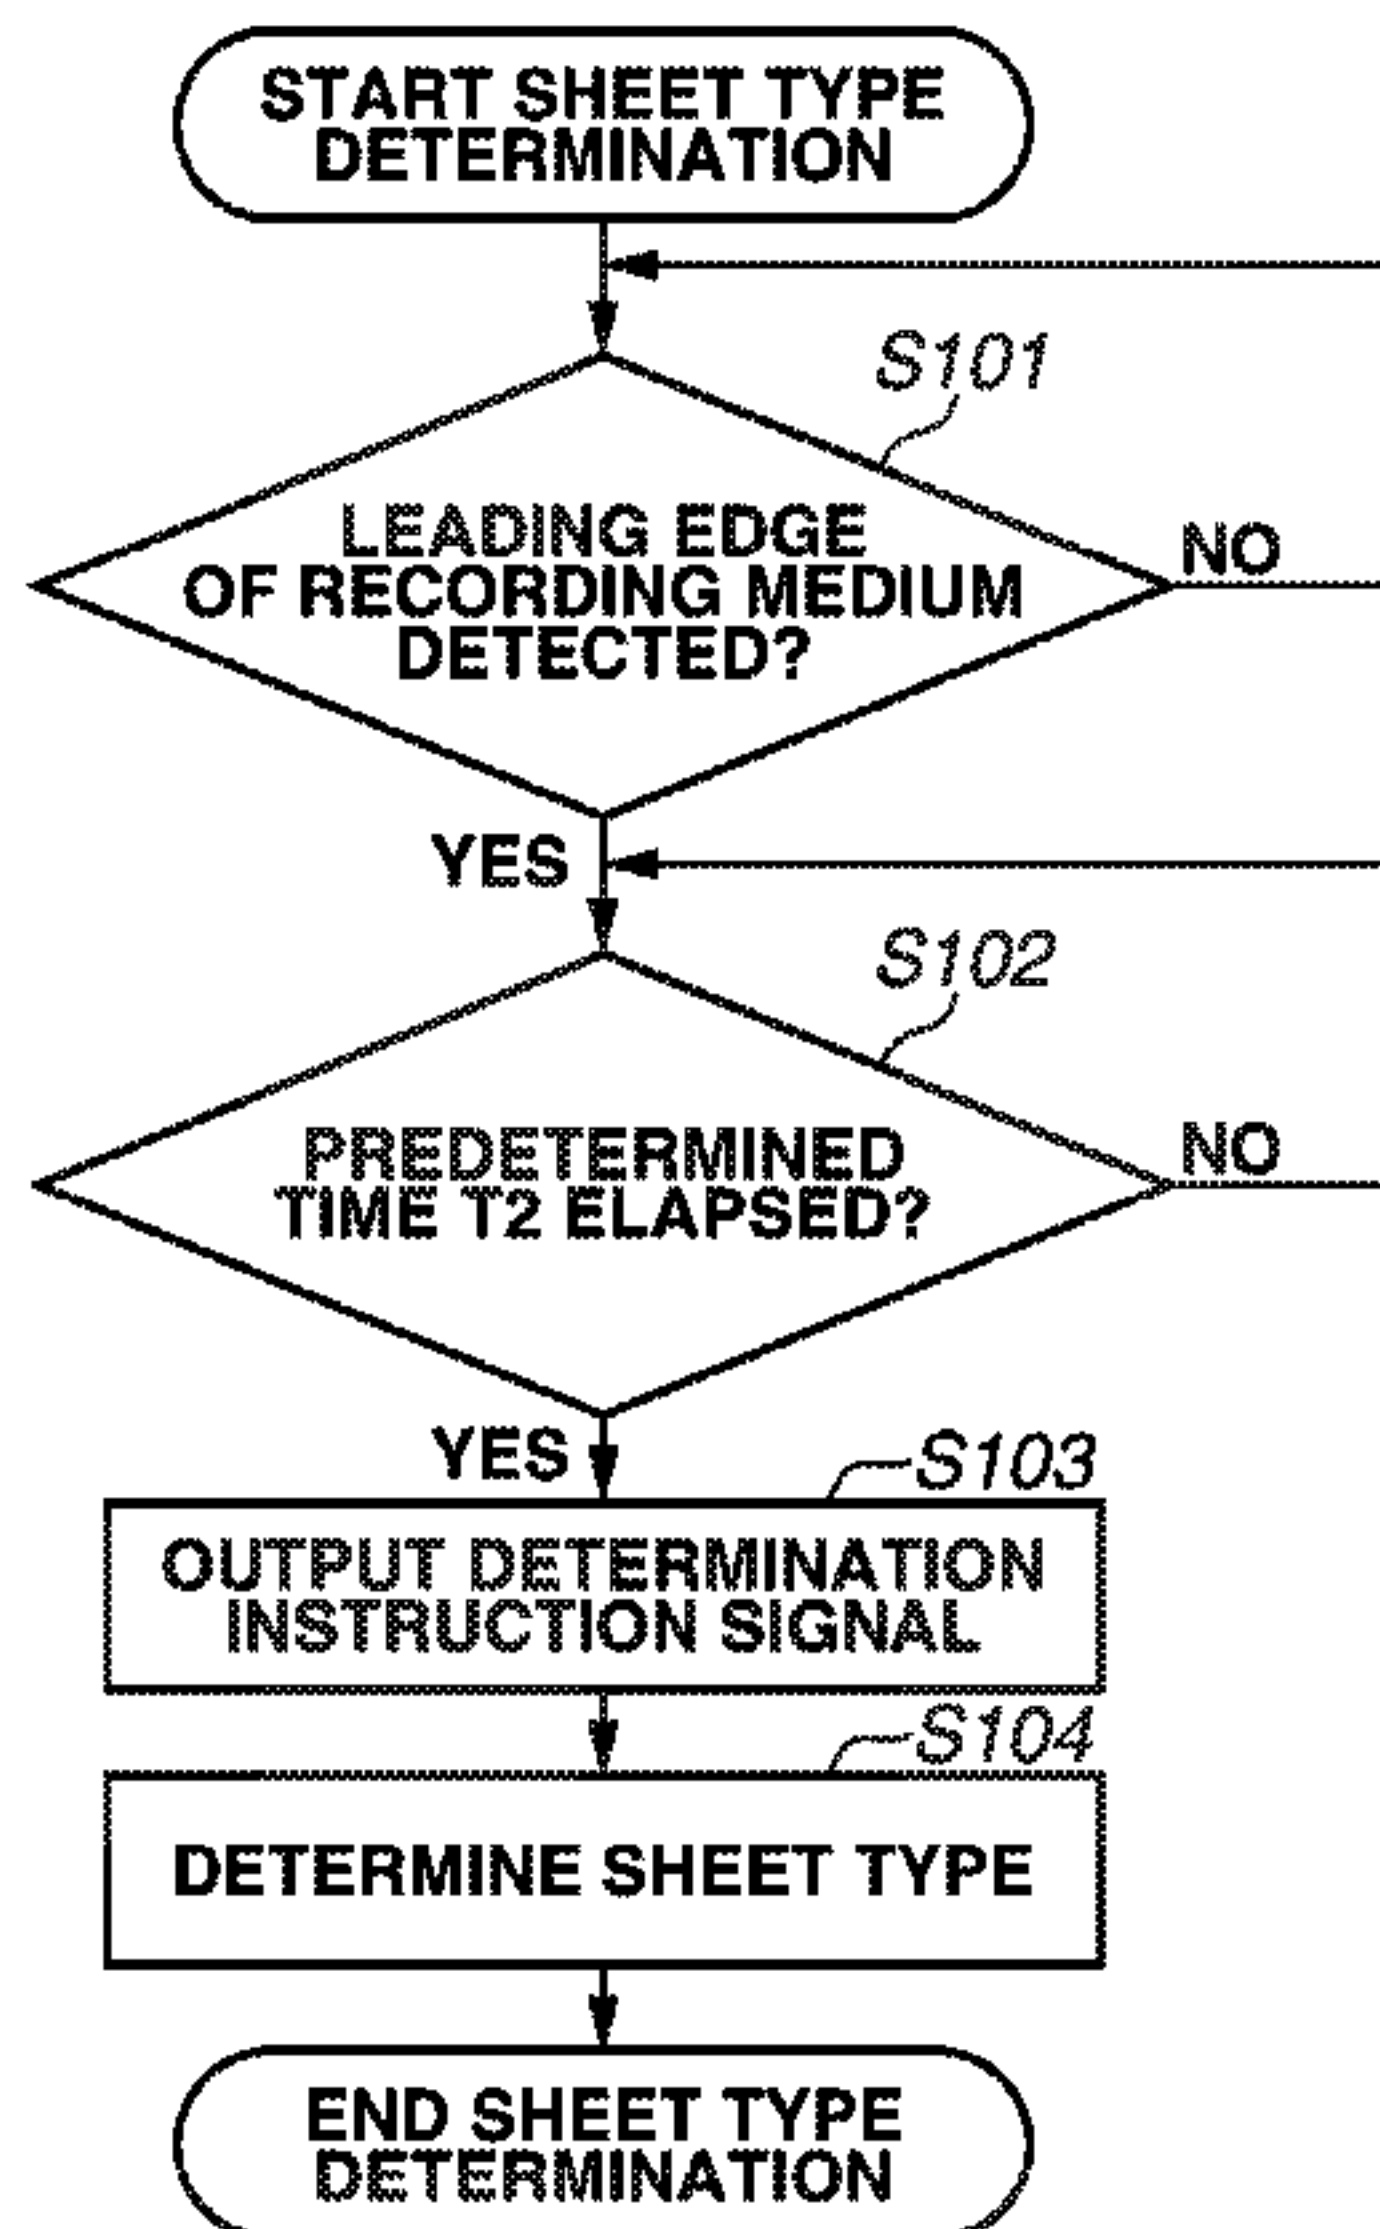 START SHEET TYPE
DETERMINATION
S101
LEADING EDGE
OF RECORDING MEDIUM
DETECTED?
NO
YES
S102
PREDETERMINED
TIME T2 ELAPSED?
NO
YES
S103
OUTPUT DETERMINATION
INSTRUCTION SIGNAL
S104
DETERMINE SHEET TYPE
END SHEET TYPE
DETERMINATION